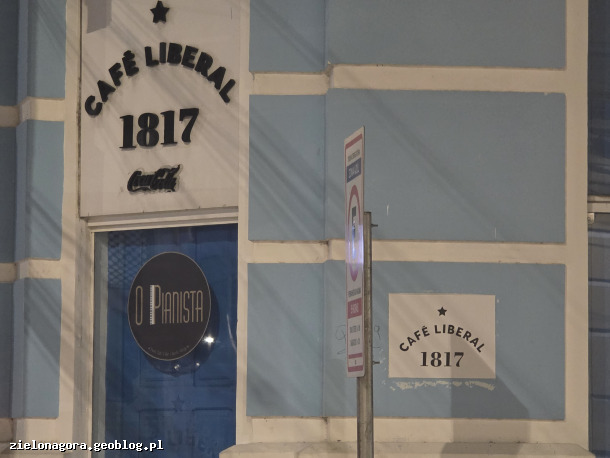 CAFÉ LIBERAL
1817
Coca-Cola
O PIANISTA
CAFÉ LIBERAL
1817
zielonagora.geoblog.pl